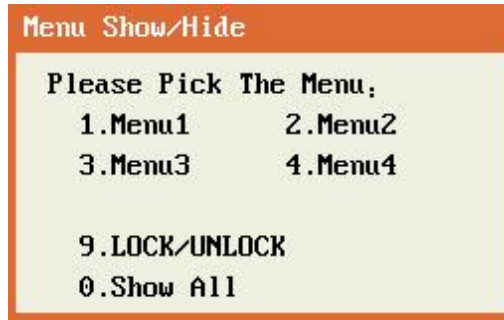 Menu Show/Hide
Please Pick The Menu:
1.Menu1 2.Menu2
3.Menu3 4.Menu4
9.LOCK/UNLOCK
0.Show All